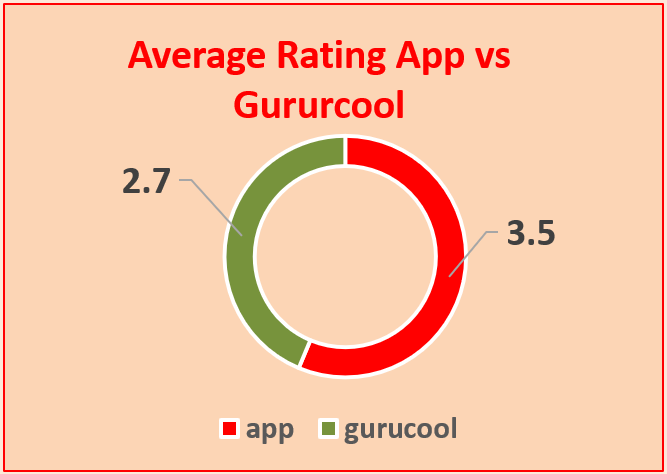 Average Rating App vs
Gururcool
2.7
3.5
app gurucool